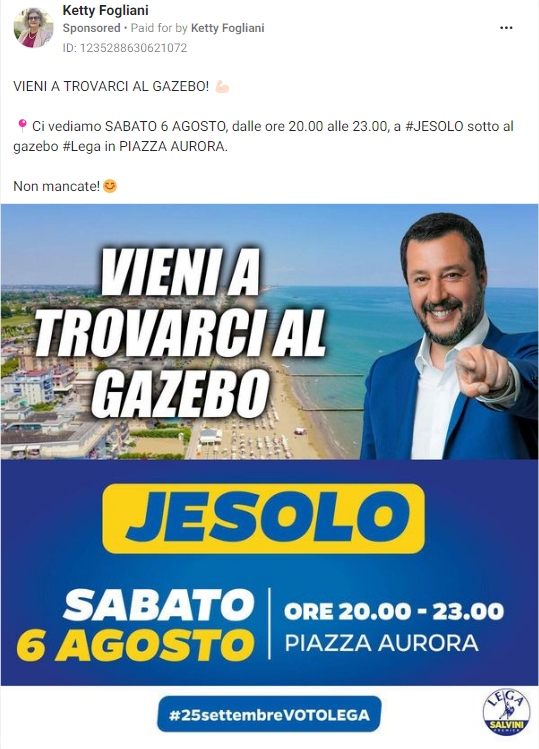 Ketty Fogliani
Sponsored • Paid for by Ketty Fogliani
ID: 1235288630621072
VIENI A TROVARCI AL GAZEBO! 💪🏻
📍Ci vediamo SABATO 6 AGOSTO, dalle ore 20.00 alle 23.00, a #JESOLO sotto al
gazebo #Lega in PIAZZA AURORA.
Non mancate!😊
VIENI A
TROVARCI AL
GAZEBO
JESOLO
SABATO
6 AGOSTO
ORE 20.00 - 23.00
PIAZZA AURORA
#25settembreVOTOLEGA
LEGA
SALVINI
PREMIER